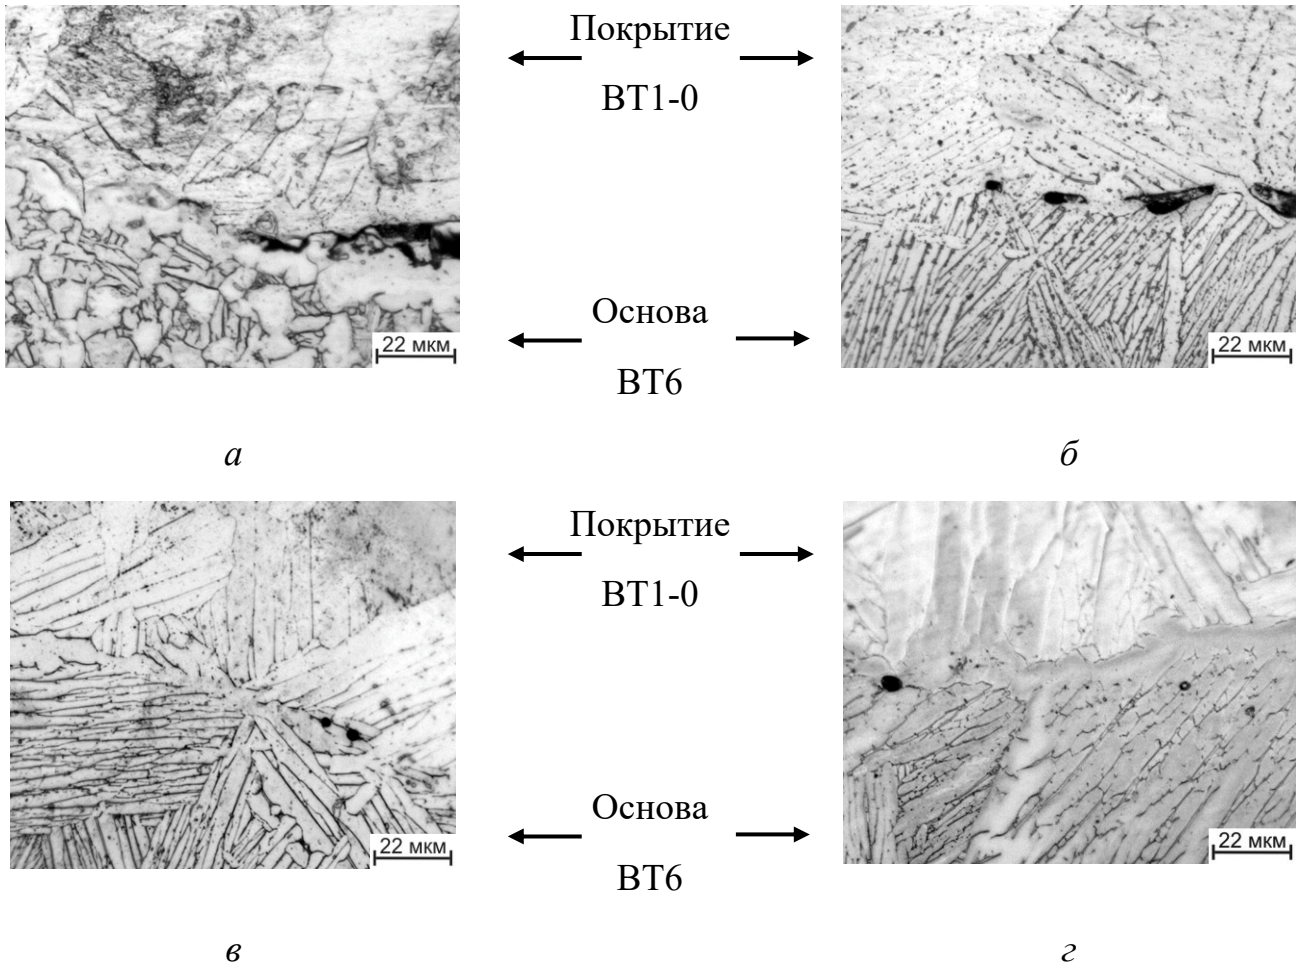 Покрытие
ВТ1-0
Основа
22 мкм
22 мкм
ВТ6
а
б
Покрытие
ВТ1-0
Основа
22 мкм
22 мкм
ВТ6
в
г